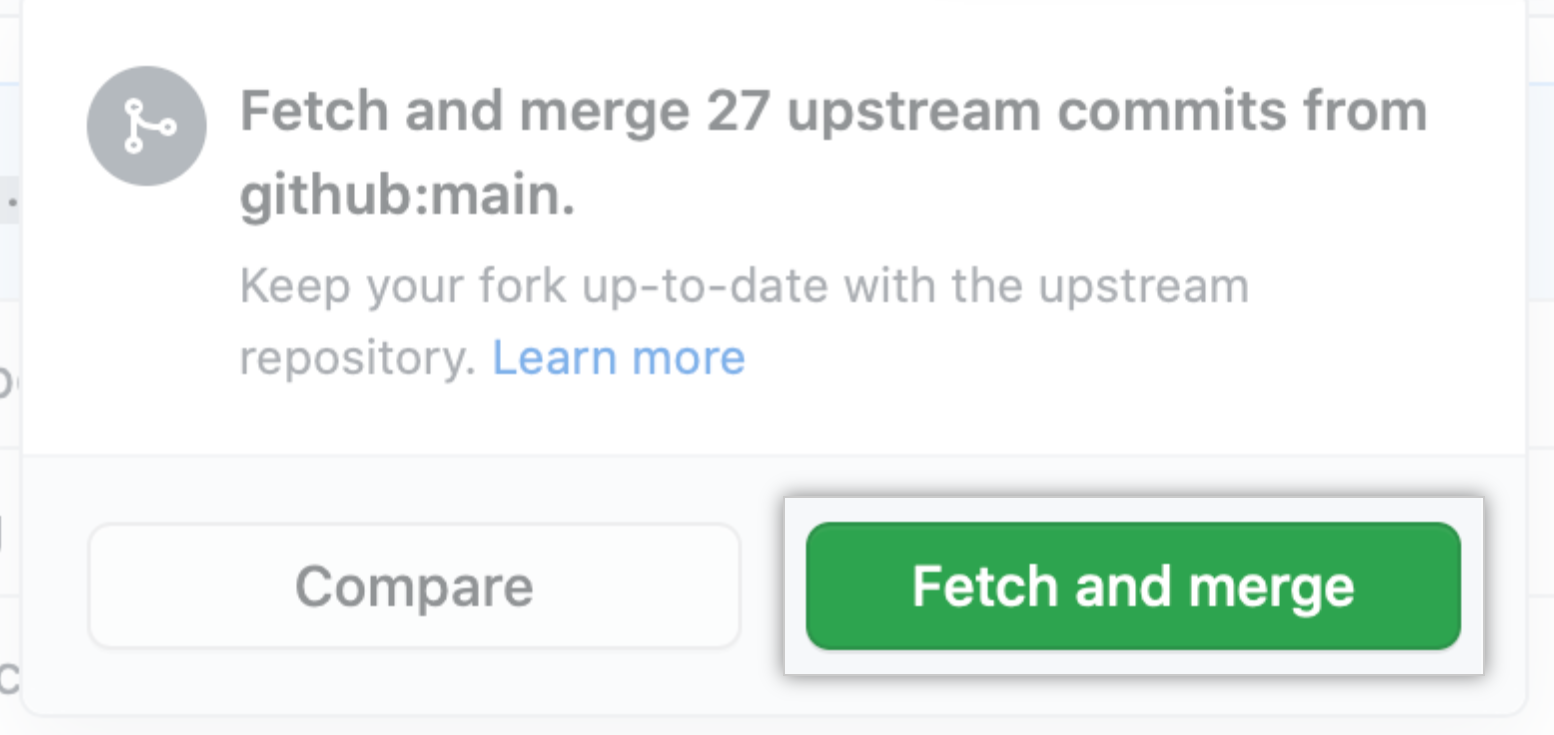 Fetch and merge 27 upstream commits from
github:main.
Keep your fork up-to-date with the upstream
repository. Learn more
Compare
Fetch and merge